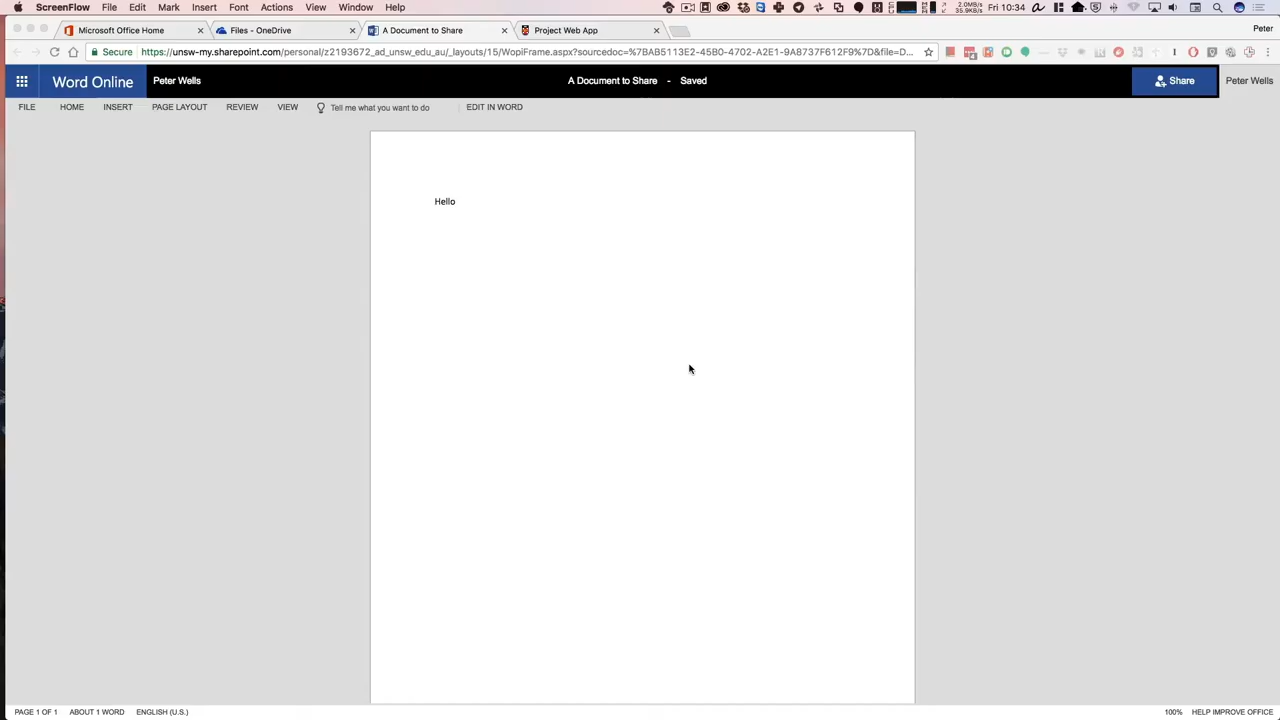 ScreenFlow File Edit Mark Insert Font Actions View Window Help 2.0MB/s 35.9KB/s Fri 10:34
Microsoft Office Home Files - OneDrive A Document to Share Project Web App Peter
Secure https://unsw-my.sharepoint.com/personal/z2193672_ad_unsw_edu_au/_layouts/15/WopiFrame.aspx?sourcedoc=%7BAB5113E2-45B0-4702-A2E1-9A8737F612F9%7D&file=D...
Word Online Peter Wells A Document to Share - Saved Share Peter Wells
FILE HOME INSERT PAGE LAYOUT REVIEW VIEW Tell me what you want to do EDIT IN WORD
Hello
PAGE 1 OF 1 ABOUT 1 WORD ENGLISH (U.S.) 100% HELP IMPROVE OFFICE